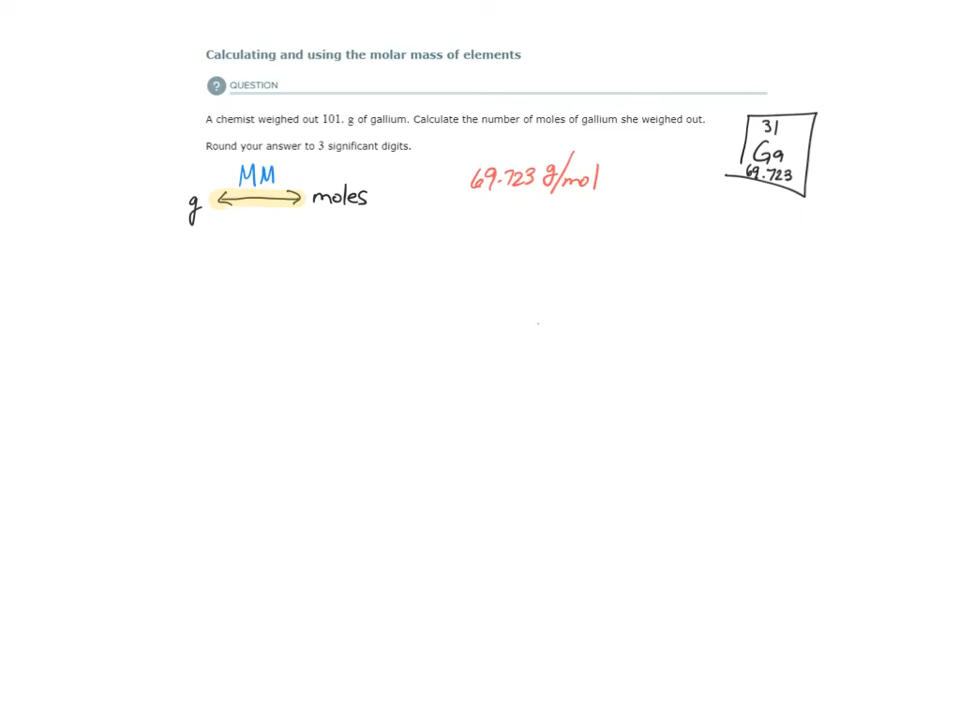 Calculating and using the molar mass of elements
? QUESTION
A chemist weighed out 101. g of gallium. Calculate the number of moles of gallium she weighed out.
Round your answer to 3 significant digits.
31
Ga
69.723
MM
g moles
69.723 g/mol